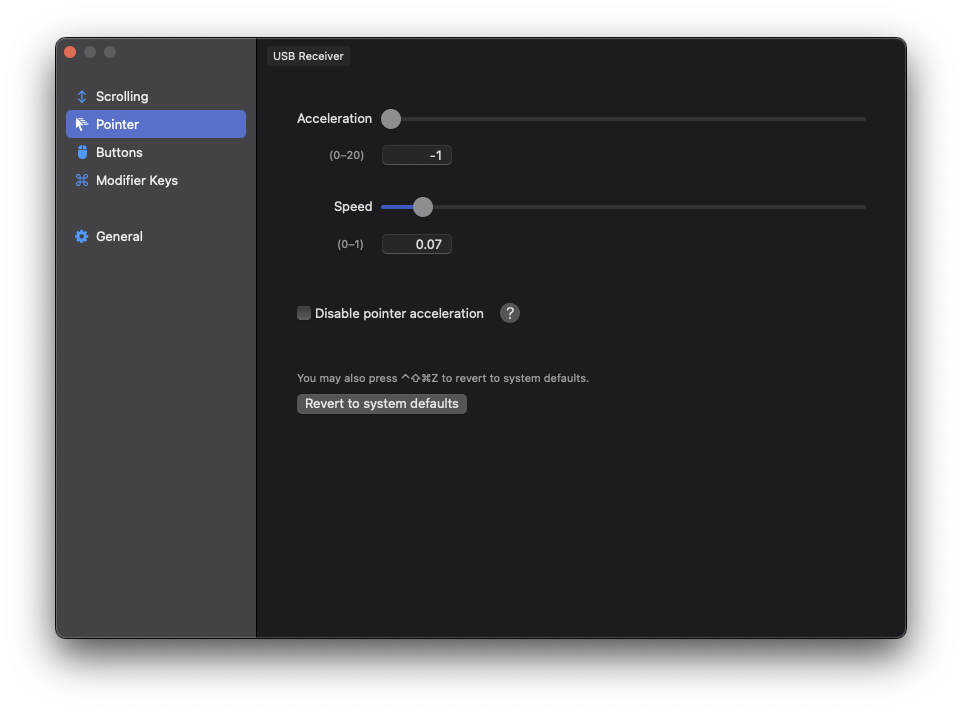 USB Receiver
Scrolling
Pointer
Buttons
Modifier Keys
General
Acceleration
(0–20) -1
Speed
(0–1) 0.07
Disable pointer acceleration ?
You may also press ^⇧⌘Z to revert to system defaults.
Revert to system defaults